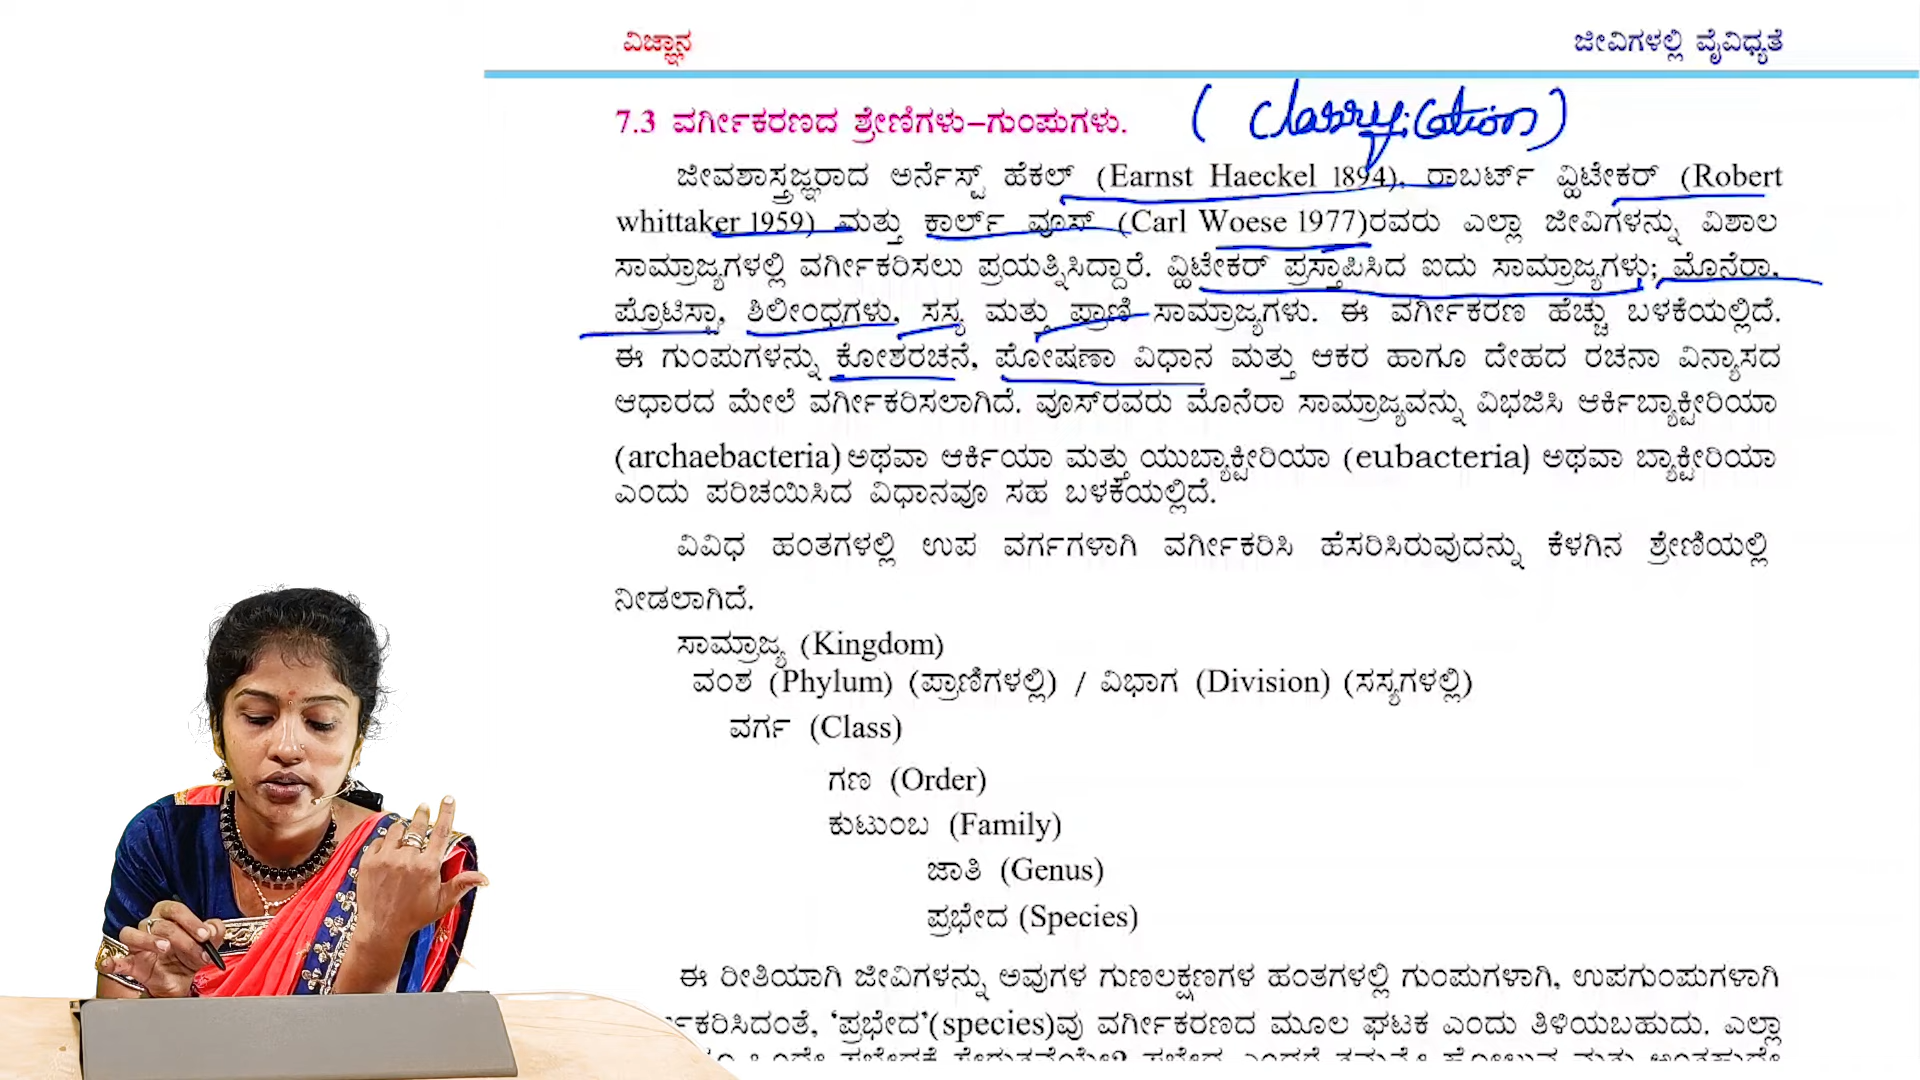 ವಿಜ್ಞಾನ
ಜೀವಿಗಳಲ್ಲಿ ವೈವಿಧ್ಯತೆ
7.3 ವರ್ಗೀಕರಣದ ಶ್ರೇಣಿಗಳು–ಗುಂಪುಗಳು.
(Classification)
ಜೀವಶಾಸ್ತ್ರಜ್ಞರಾದ ಅರ್ನೆಸ್ಟ್ ಹೆಕಲ್ (Earnst Haeckel 1894), ರಾಬರ್ಟ್ ವ್ಹಿಟೇಕರ್ (Robert
whittaker 1959) ಮತ್ತು ಕಾರ್ಲ್ ವೂಸ್ (Carl Woese 1977)ರವರು ಎಲ್ಲಾ ಜೀವಿಗಳನ್ನು ವಿಶಾಲ
ಸಾಮ್ರಾಜ್ಯಗಳಲ್ಲಿ ವರ್ಗೀಕರಿಸಲು ಪ್ರಯತ್ನಿಸಿದ್ದಾರೆ. ವ್ಹಿಟೇಕರ್ ಪ್ರಸ್ತಾಪಿಸಿದ ಐದು ಸಾಮ್ರಾಜ್ಯಗಳು; ಮೊನೆರಾ,
ಪ್ರೊಟಿಸ್ಟಾ, ಶಿಲೀಂಧ್ರಗಳು, ಸಸ್ಯ ಮತ್ತು ಪ್ರಾಣಿ ಸಾಮ್ರಾಜ್ಯಗಳು. ಈ ವರ್ಗೀಕರಣ ಹೆಚ್ಚು ಬಳಕೆಯಲ್ಲಿದೆ.
ಈ ಗುಂಪುಗಳನ್ನು ಕೋಶರಚನೆ, ಪೋಷಣಾ ವಿಧಾನ ಮತ್ತು ಆಕರ ಹಾಗೂ ದೇಹದ ರಚನಾ ವಿನ್ಯಾಸದ
ಆಧಾರದ ಮೇಲೆ ವರ್ಗೀಕರಿಸಲಾಗಿದೆ. ವೂಸ್‌ರವರು ಮೊನೆರಾ ಸಾಮ್ರಾಜ್ಯವನ್ನು ವಿಭಜಿಸಿ ಆರ್ಕಿಬ್ಯಾಕ್ಟೀರಿಯಾ
(archaebacteria) ಅಥವಾ ಆರ್ಕಿಯಾ ಮತ್ತು ಯುಬ್ಯಾಕ್ಟೀರಿಯಾ (eubacteria) ಅಥವಾ ಬ್ಯಾಕ್ಟೀರಿಯಾ
ಎಂದು ಪರಿಚಯಿಸಿದ ವಿಧಾನವೂ ಸಹ ಬಳಕೆಯಲ್ಲಿದೆ.
ವಿವಿಧ ಹಂತಗಳಲ್ಲಿ ಉಪ ವರ್ಗಗಳಾಗಿ ವರ್ಗೀಕರಿಸಿ ಹೆಸರಿಸಿರುವುದನ್ನು ಕೆಳಗಿನ ಶ್ರೇಣಿಯಲ್ಲಿ
ನೀಡಲಾಗಿದೆ.
ಸಾಮ್ರಾಜ್ಯ (Kingdom)
ವಂಶ (Phylum) (ಪ್ರಾಣಿಗಳಲ್ಲಿ) / ವಿಭಾಗ (Division) (ಸಸ್ಯಗಳಲ್ಲಿ)
ವರ್ಗ (Class)
ಗಣ (Order)
ಕುಟುಂಬ (Family)
ಜಾತಿ (Genus)
ಪ್ರಭೇದ (Species)
ಈ ರೀತಿಯಾಗಿ ಜೀವಿಗಳನ್ನು ಅವುಗಳ ಗುಣಲಕ್ಷಣಗಳ ಹಂತಗಳಲ್ಲಿ ಗುಂಪುಗಳಾಗಿ, ಉಪಗುಂಪುಗಳಾಗಿ
ಕರಿಸಿದಂತೆ, 'ಪ್ರಭೇದ'(species)ವು ವರ್ಗೀಕರಣದ ಮೂಲ ಘಟಕ ಎಂದು ತಿಳಿಯಬಹುದು. ಎಲ್ಲಾ